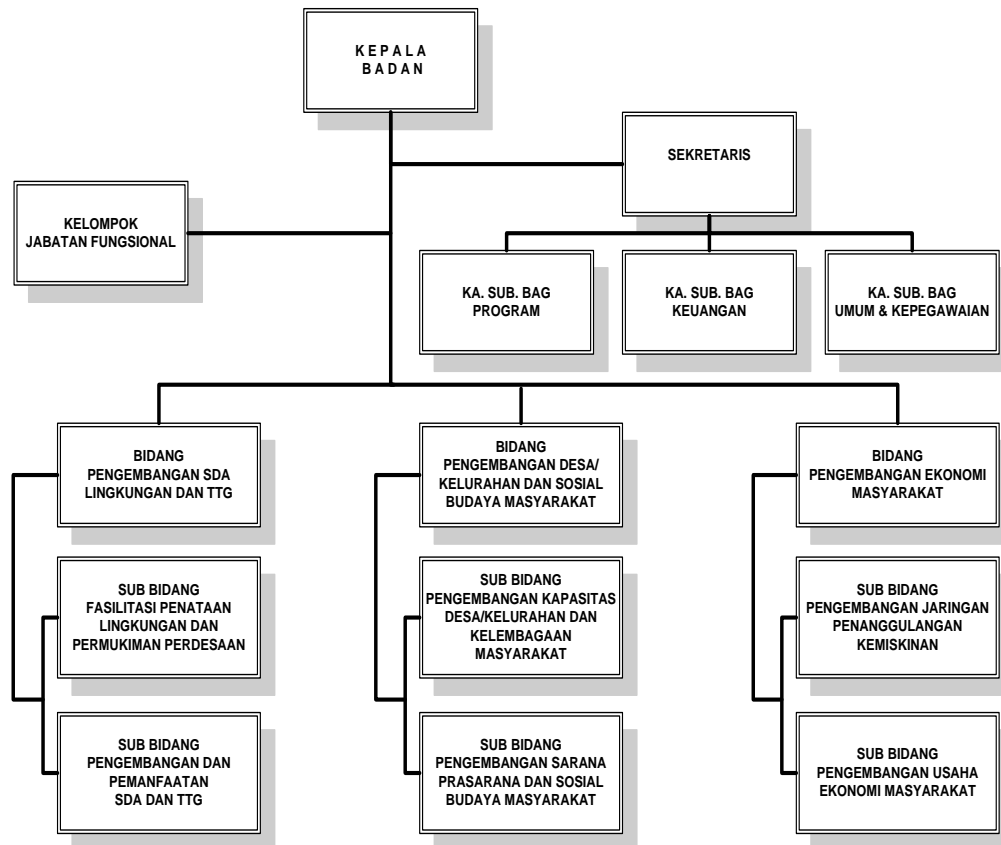 KEPALA
BADAN
SEKRETARIS
KELOMPOK
JABATAN FUNGSIONAL
KA. SUB. BAG
PROGRAM
KA. SUB. BAG
KEUANGAN
KA. SUB. BAG
UMUM & KEPEGAWAIAN
BIDANG
PENGEMBANGAN SDA
LINGKUNGAN DAN TTG
BIDANG
PENGEMBANGAN DESA/
KELURAHAN DAN SOSIAL
BUDAYA MASYARAKAT
BIDANG
PENGEMBANGAN EKONOMI
MASYARAKAT
SUB BIDANG
FASILITASI PENATAAN
LINGKUNGAN DAN
PERMUKIMAN PERDESAAN
SUB BIDANG
PENGEMBANGAN KAPASITAS
DESA/KELURAHAN DAN
KELEMBAGAAN
MASYARAKAT
SUB BIDANG
PENGEMBANGAN JARINGAN
PENANGGULANGAN
KEMISKINAN
SUB BIDANG
PENGEMBANGAN DAN
PEMANFAATAN
SDA DAN TTG
SUB BIDANG
PENGEMBANGAN SARANA
PRASARANA DAN SOSIAL
BUDAYA MASYARAKAT
SUB BIDANG
PENGEMBANGAN USAHA
EKONOMI MASYARAKAT